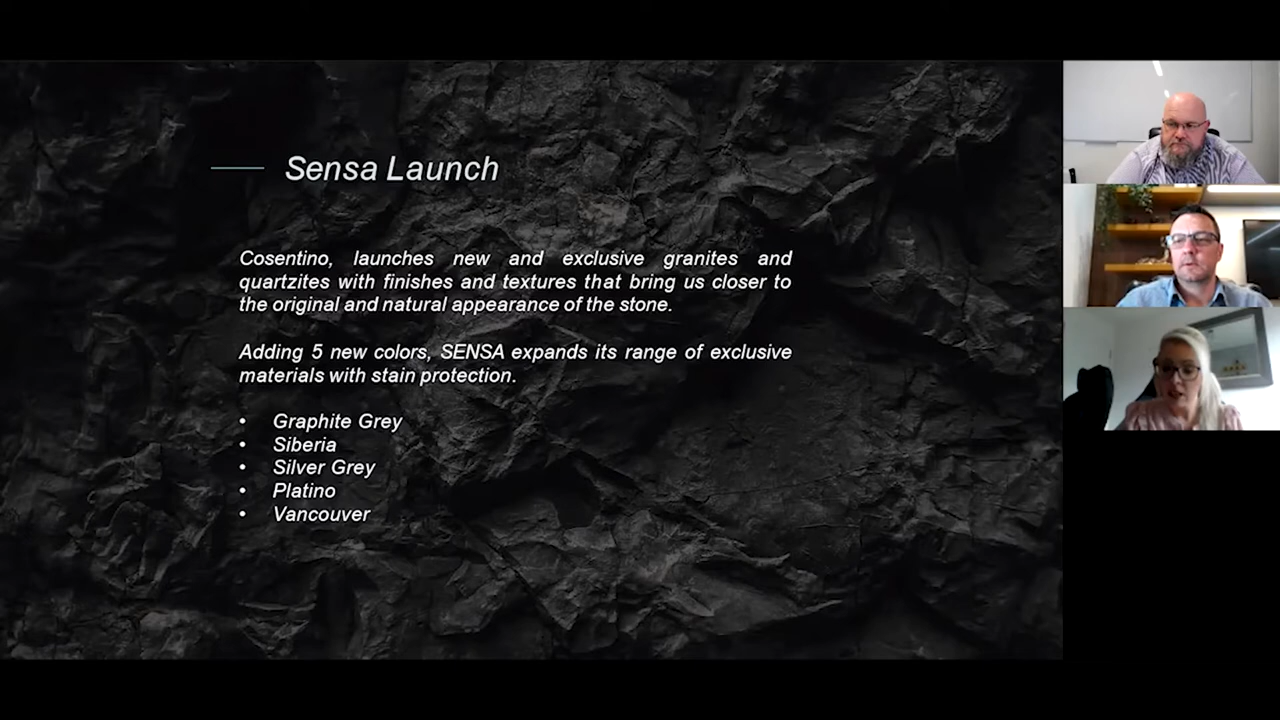 Sensa Launch
Cosentino, launches new and exclusive granites and
quartzites with finishes and textures that bring us closer to
the original and natural appearance of the stone.
Adding 5 new colors, SENSA expands its range of exclusive
materials with stain protection.
• Graphite Grey
• Siberia
• Silver Grey
• Platino
• Vancouver